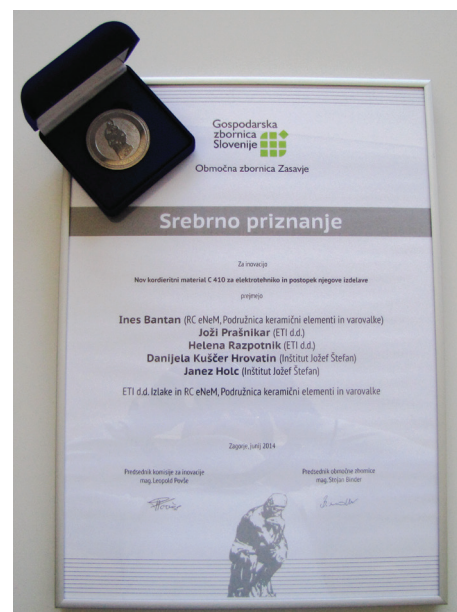 Gospodarska
zbornica
Slovenije
Območna zbornica Zasavje
Srebrno priznanje
Za inovacijo
Nov kordieritni material C 410 za elektrotehniko in postopek njegove izdelave
prejmejo
Ines Bantan (RC eNeM, Podružnica keramični elementi in varovalke)
Joži Prašnikar (ETI d.d.)
Helena Razpotnik (ETI d.d.)
Danijela Kuščer Hrovatin (Inštitut Jožef Štefan)
Janez Holc (Inštitut Jožef Štefan)
ETI d.d. Izlake in RC eNeM, Podružnica keramični elementi in varovalke
Zagorje, junij 2014
Predsednik komisije za inovacije
mag. Leopold Povše
Predsednik območne zbornice
mag. Stojan Binder